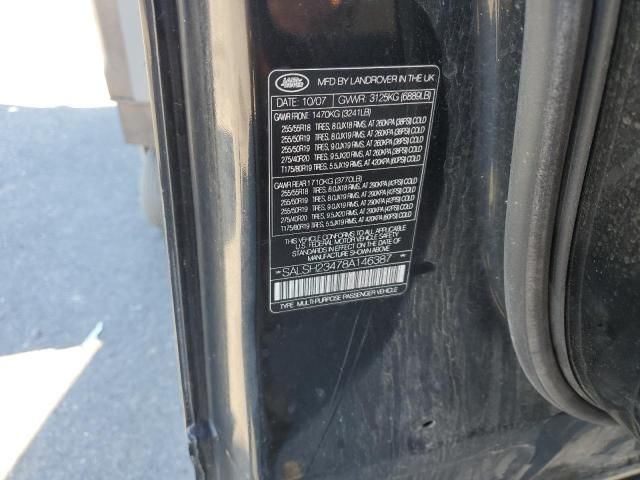 LAND ROVER
MFD BY LANDROVER IN THE UK
DATE: 10/07 GVWR: 3125KG (6889LB)
GAWR FRONT: 1470KG (3241LB)
255/55R18 TIRES, 8.0JX18 RIMS, AT 260KPA (38PSI) COLD
255/50R19 TIRES, 8.0JX19 RIMS, AT 260KPA (38PSI) COLD
255/50R19 TIRES, 9.0JX19 RIMS, AT 260KPA (38PSI) COLD
275/40R20 TIRES, 9.5JX20 RIMS, AT 260KPA (38PSI) COLD
T175/80R19 TIRES, 5.5JX19 RIMS, AT 420KPA (60PSI) COLD
GAWR REAR 1710KG (3770LB)
255/55R18 TIRES, 8.0JX18 RIMS, AT 290KPA (42PSI) COLD
255/50R19 TIRES, 8.0JX19 RIMS, AT 290KPA (42PSI) COLD
255/50R19 TIRES, 9.0JX19 RIMS, AT 290KPA (42PSI) COLD
275/40R20 TIRES, 9.5JX20 RIMS, AT 290KPA (42PSI) COLD
T175/80R19 TIRES, 5.5JX19 RIMS, AT 420KPA (60PSI) COLD
THIS VEHICLE CONFORMS TO ALL APPLICABLE
U.S. FEDERAL MOTOR VEHICLE SAFETY
STANDARDS IN EFFECT ON THE DATE OF
MANUFACTURE SHOWN ABOVE
*SALSH23478A146387*
TYPE: MULTI-PURPOSE PASSENGER VEHICLE